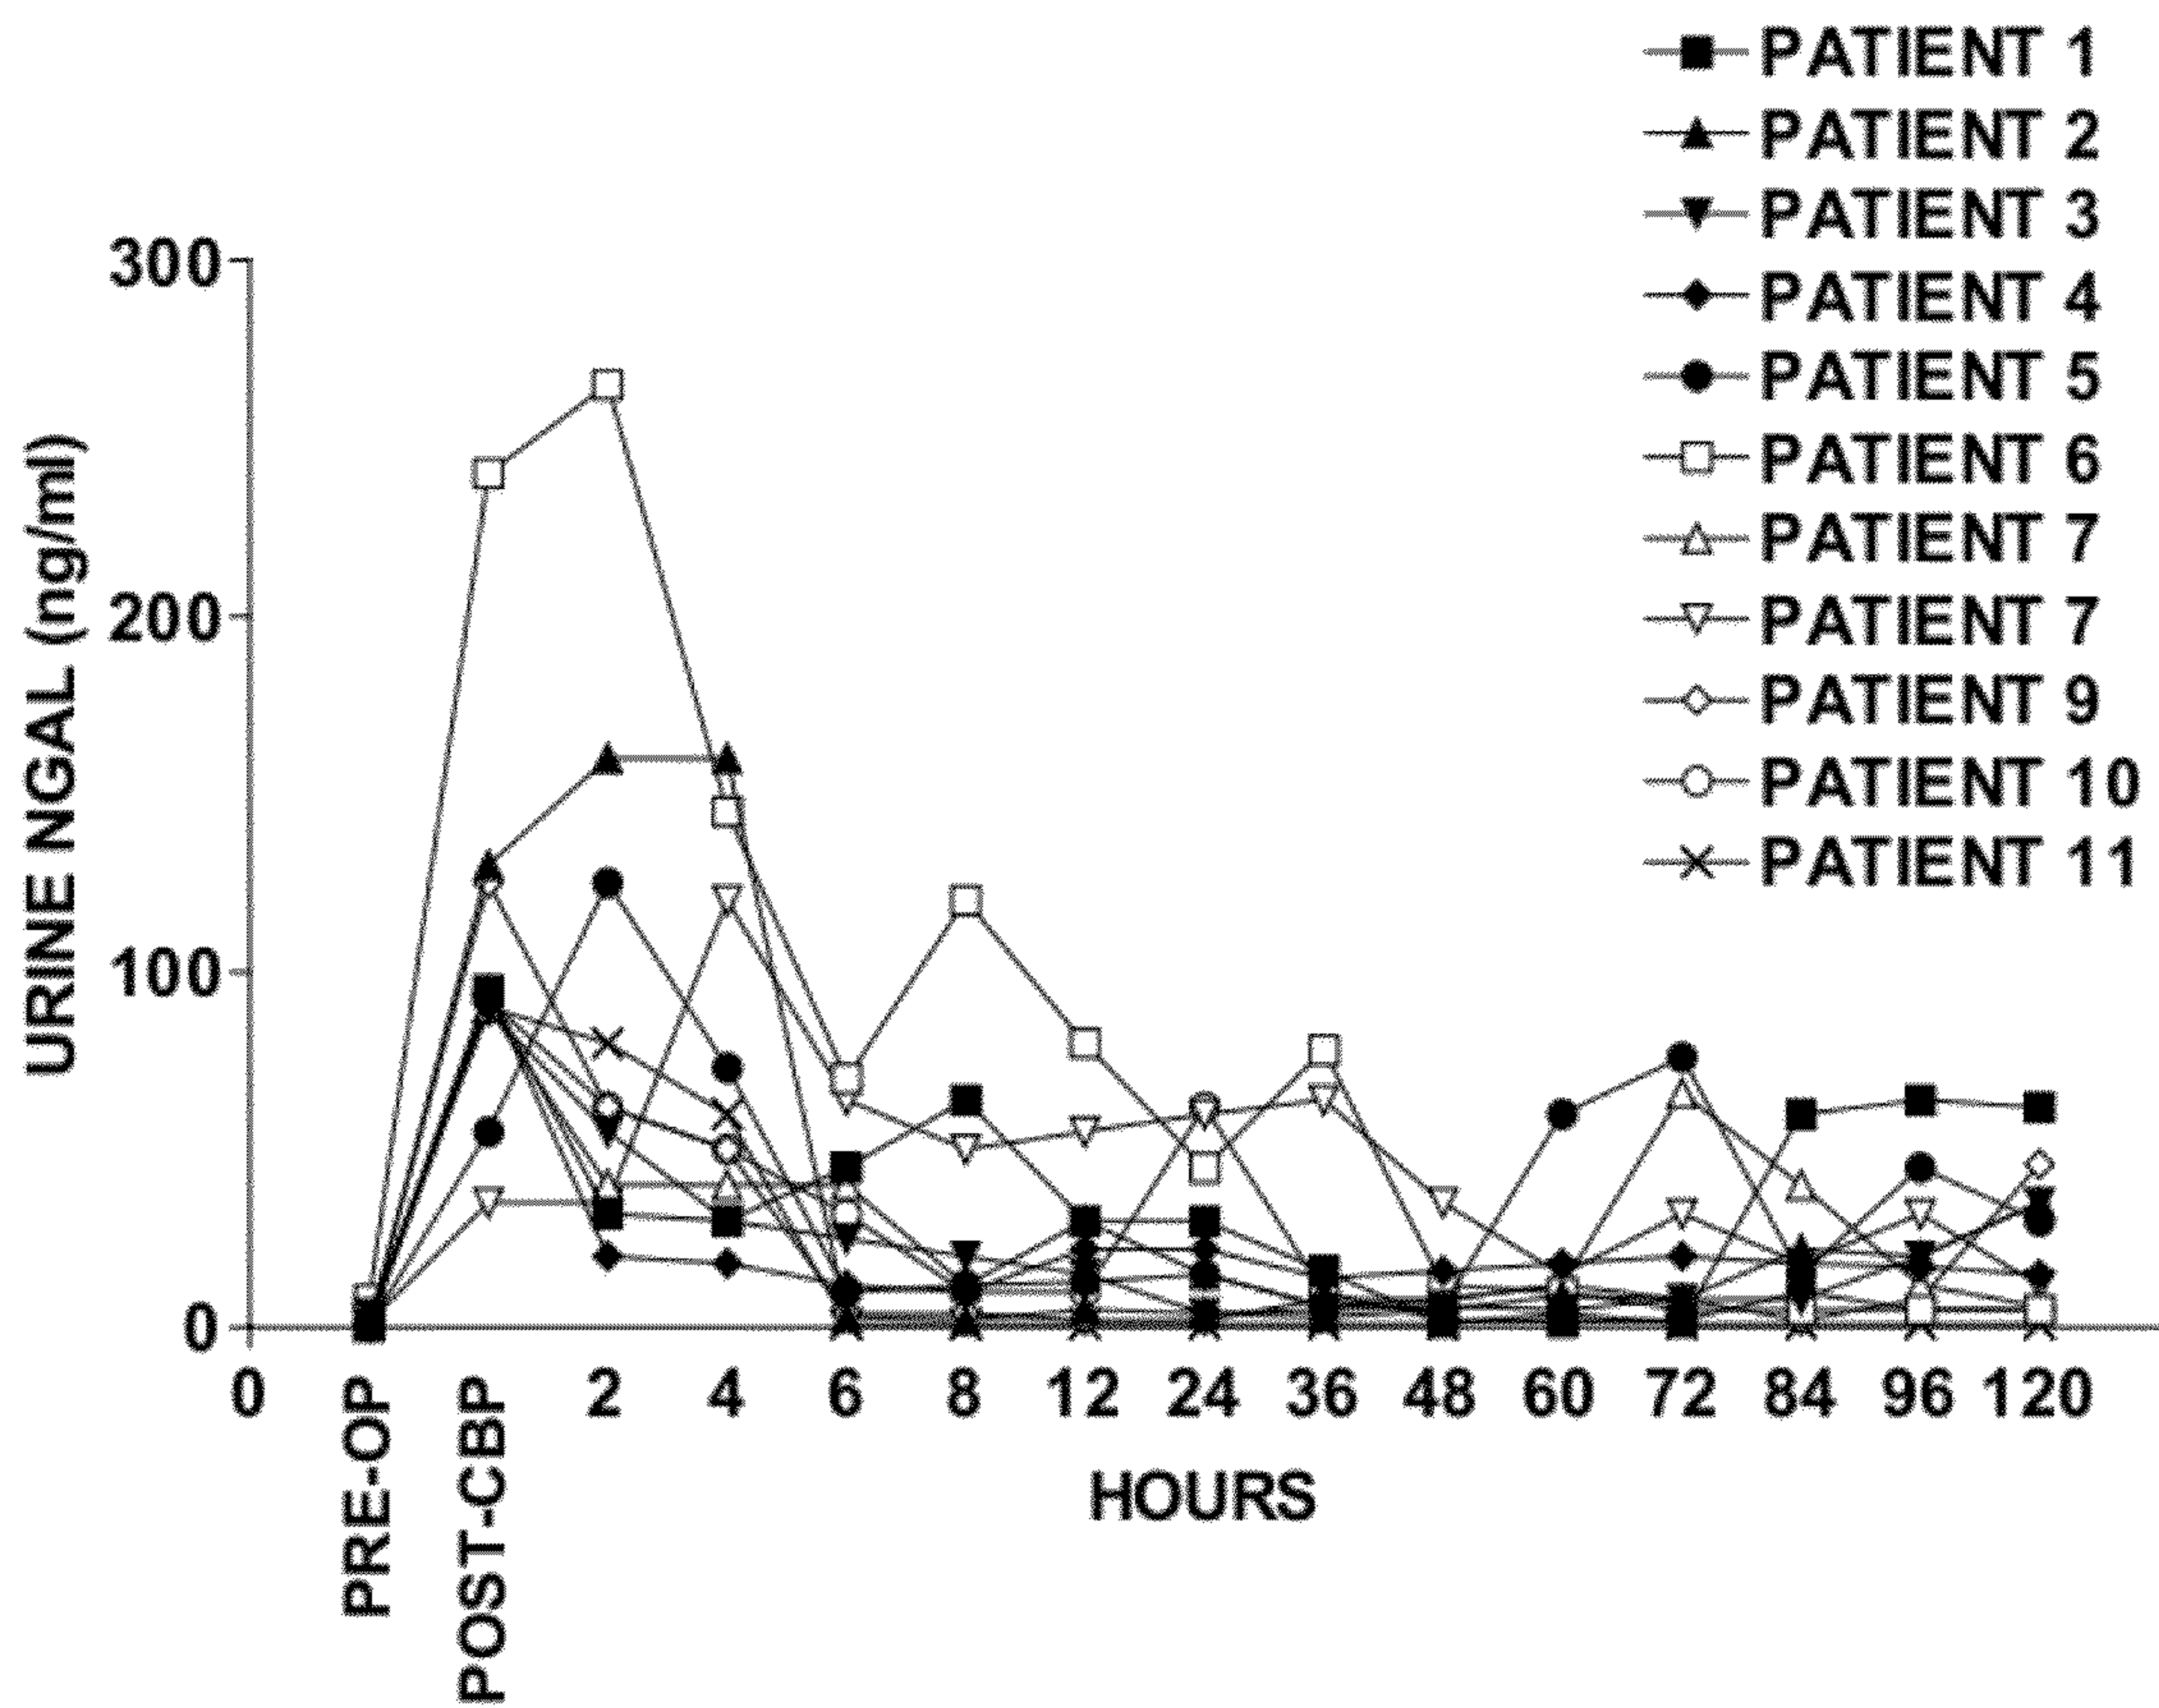 PATIENT 1
PATIENT 2
PATIENT 3
PATIENT 4
PATIENT 5
PATIENT 6
PATIENT 7
PATIENT 7
PATIENT 9
PATIENT 10
PATIENT 11
URINE NGAL (ng/ml)
300
200
100
0
0 PRE-OP POST-CBP 2 4 6 8 12 24 36 48 60 72 84 96 120
HOURS